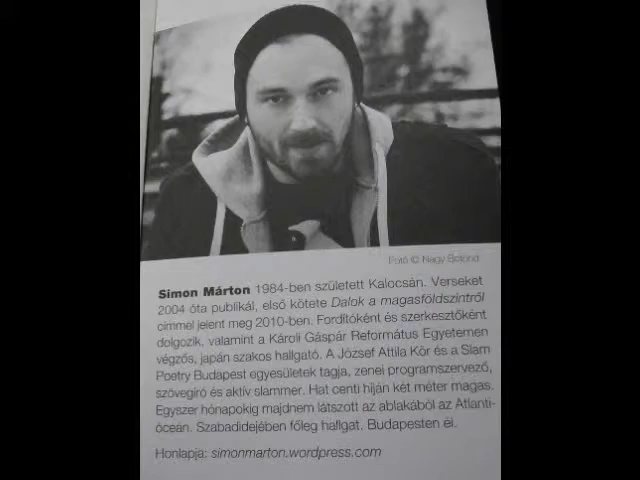 Fotó © Nagy Botond
Simon Márton 1984-ben született Kalocsán. Verseket
2004 óta publikál, első kötete Dalok a magasföldszintről
címmel jelent meg 2010-ben. Fordítóként és szerkesztőként
dolgozik, valamint a Károli Gáspár Református Egyetemen
végzős, japán szakos hallgató. A József Attila Kör és a Slam
Poetry Budapest egyesületek tagja, zenei programszervező,
szövegíró és aktív slammer. Hat centi híján két méter magas.
Egyszer hónapokig majdnem látszott az ablakából az Atlanti-
óceán. Szabadidejében főleg hallgat. Budapesten él.
Honlapja: simonmarton.wordpress.com